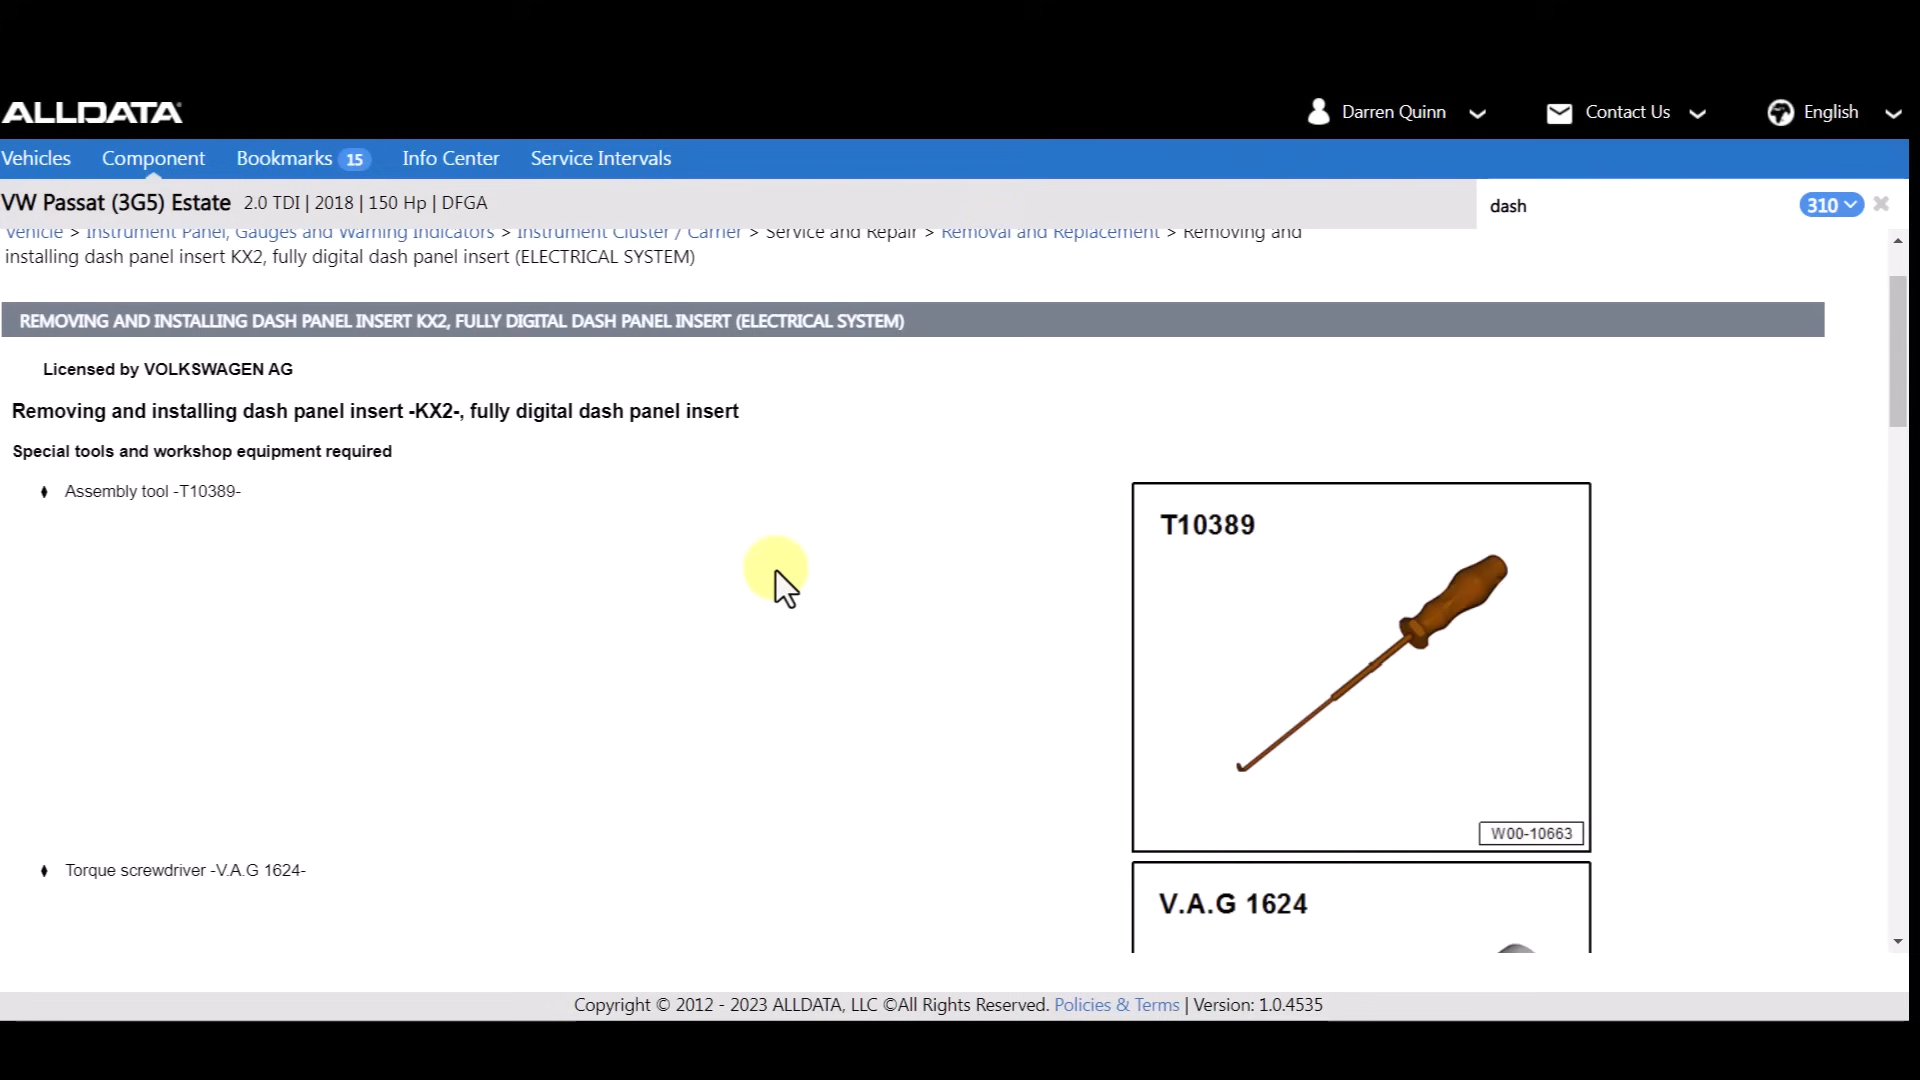 ALLDATA
Darren Quinn
Contact Us
English
Vehicles
Component
Bookmarks 15
Info Center
Service Intervals
VW Passat (3G5) Estate 2.0 TDI | 2018 | 150 Hp | DFGA
dash
310
Vehicle > Instrument Panel, Gauges and Warning Indicators > Instrument Cluster / Carrier > Service and Repair > Removal and Replacement > Removing and
installing dash panel insert KX2, fully digital dash panel insert (ELECTRICAL SYSTEM)
REMOVING AND INSTALLING DASH PANEL INSERT KX2, FULLY DIGITAL DASH PANEL INSERT (ELECTRICAL SYSTEM)
Licensed by VOLKSWAGEN AG
Removing and installing dash panel insert -KX2-, fully digital dash panel insert
Special tools and workshop equipment required
Assembly tool -T10389-
T10389
W00-10663
Torque screwdriver -V.A.G 1624-
V.A.G 1624
Copyright © 2012 - 2023 ALLDATA, LLC ©All Rights Reserved. Policies & Terms | Version: 1.0.4535